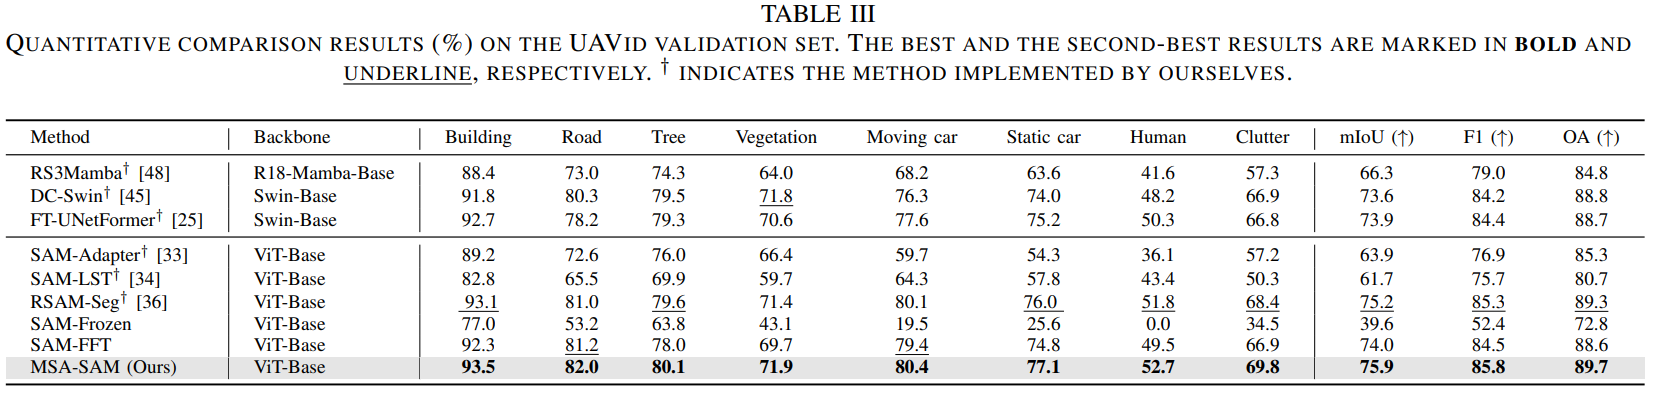 TABLE III
QUANTITATIVE COMPARISON RESULTS (%) ON THE UAVID VALIDATION SET. THE BEST AND THE SECOND-BEST RESULTS ARE MARKED IN BOLD AND
UNDERLINE, RESPECTIVELY. † INDICATES THE METHOD IMPLEMENTED BY OURSELVES.
Method Backbone Building Road Tree Vegetation Moving car Static car Human Clutter mIoU (↑) F1 (↑) OA (↑)
RS3Mamba† [48] R18-Mamba-Base 88.4 73.0 74.3 64.0 68.2 63.6 41.6 57.3 66.3 79.0 84.8
DC-Swin† [45] Swin-Base 91.8 80.3 79.5 71.8 76.3 74.0 48.2 66.9 73.6 84.2 88.8
FT-UNetFormer† [25] Swin-Base 92.7 78.2 79.3 70.6 77.6 75.2 50.3 66.8 73.9 84.4 88.7
SAM-Adapter† [33] ViT-Base 89.2 72.6 76.0 66.4 59.7 54.3 36.1 57.2 63.9 76.9 85.3
SAM-LST† [34] ViT-Base 82.8 65.5 69.9 59.7 64.3 57.8 43.4 50.3 61.7 75.7 80.7
RSAM-Seg† [36] ViT-Base 93.1 81.0 79.6 71.4 80.1 76.0 51.8 68.4 75.2 85.3 89.3
SAM-Frozen ViT-Base 77.0 53.2 63.8 43.1 19.5 25.6 0.0 34.5 39.6 52.4 72.8
SAM-FFT ViT-Base 92.3 81.2 78.0 69.7 79.4 74.8 49.5 66.9 74.0 84.5 88.6
MSA-SAM (Ours) ViT-Base 93.5 82.0 80.1 71.9 80.4 77.1 52.7 69.8 75.9 85.8 89.7